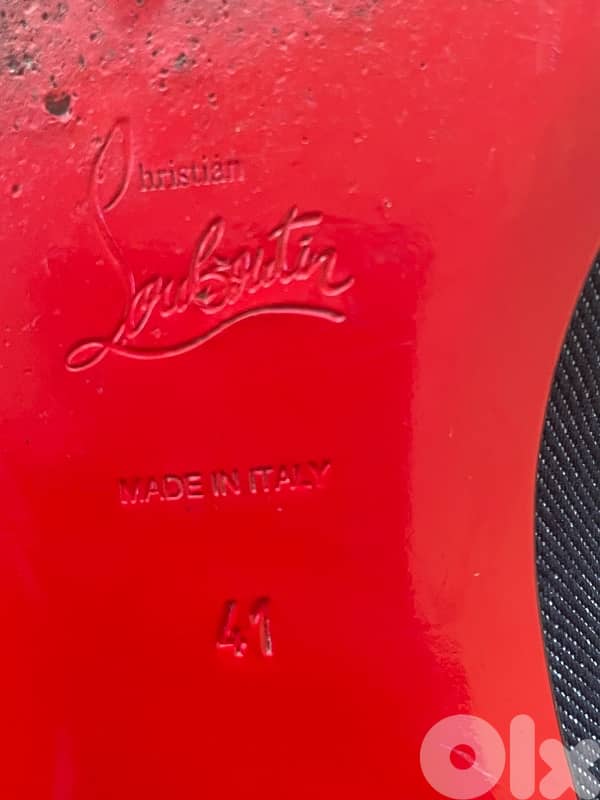 Christian
Louboutin
MADE IN ITALY
41
olx